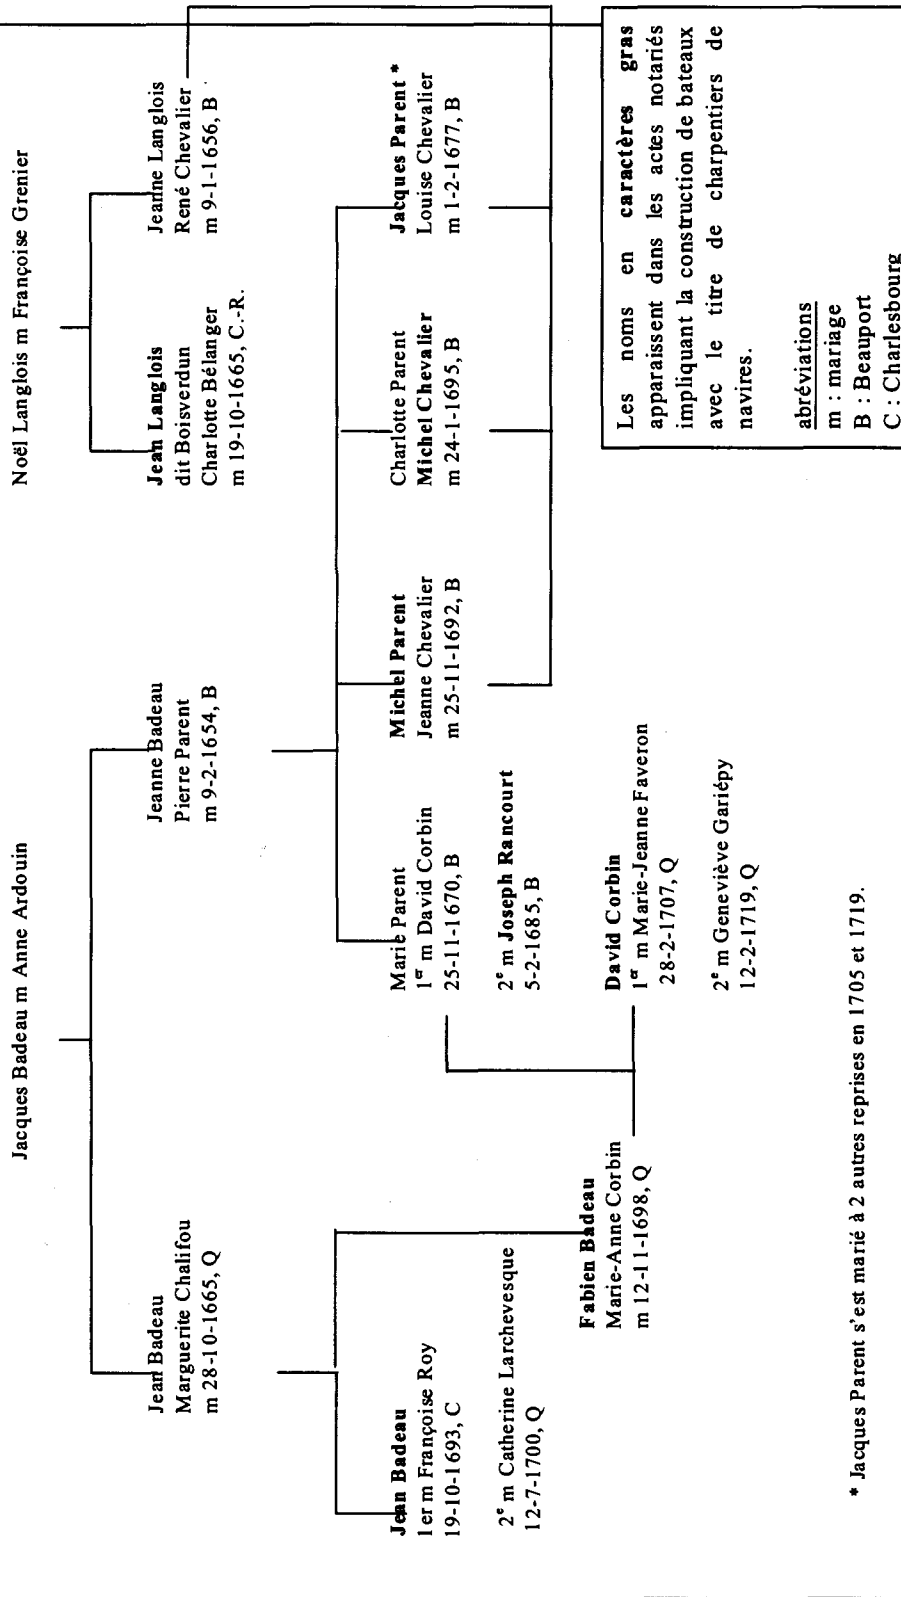 Jacques Badeau m Anne Ardouin
Noël Langlois m Françoise Grenier
Jean Badeau
Marguerite Chalifou
m 28-10-1665, Q
Jeanne Badeau
Pierre Parent
m 9-2-1654, B
Jean Langlois
dit Boisverdun
Charlotte Bélanger
m 19-10-1665, C.-R.
Jeanne Langlois
René Chevalier
m 9-1-1656, B
Jean Badeau
1er m Françoise Roy
19-10-1693, C
2e m Catherine Larchevesque
12-7-1700, Q
Fabien Badeau
Marie-Anne Corbin
m 12-11-1698, Q
Marie Parent
1er m David Corbin
25-11-1670, B
2e m Joseph Rancourt
5-2-1685, B
David Corbin
1er m Marie-Jeanne Faveron
28-2-1707, Q
2e m Geneviève Gariépy
12-2-1719, Q
Michel Parent
Jeanne Chevalier
m 25-11-1692, B
Charlotte Parent
Michel Chevalier
m 24-1-1695, B
Jacques Parent *
Louise Chevalier
m 1-2-1677, B
Les noms en caractères gras
apparaissent dans les actes notariés
impliquant la construction de bateaux
avec le titre de charpentiers de
navires.
abréviations
m : mariage
B : Beauport
C : Charlesbourg
* Jacques Parent s'est marié à 2 autres reprises en 1705 et 1719.